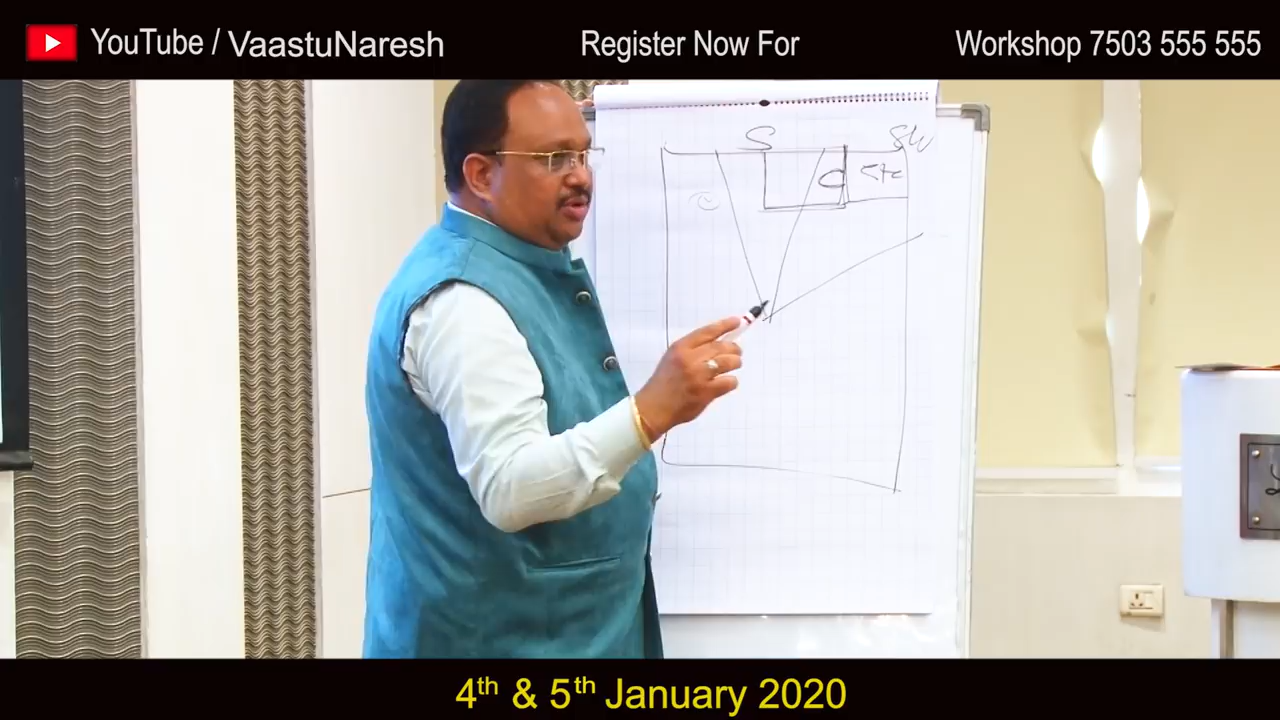 YouTube / VaastuNaresh Register Now For Workshop 7503 555 555
S SW
4th & 5th January 2020